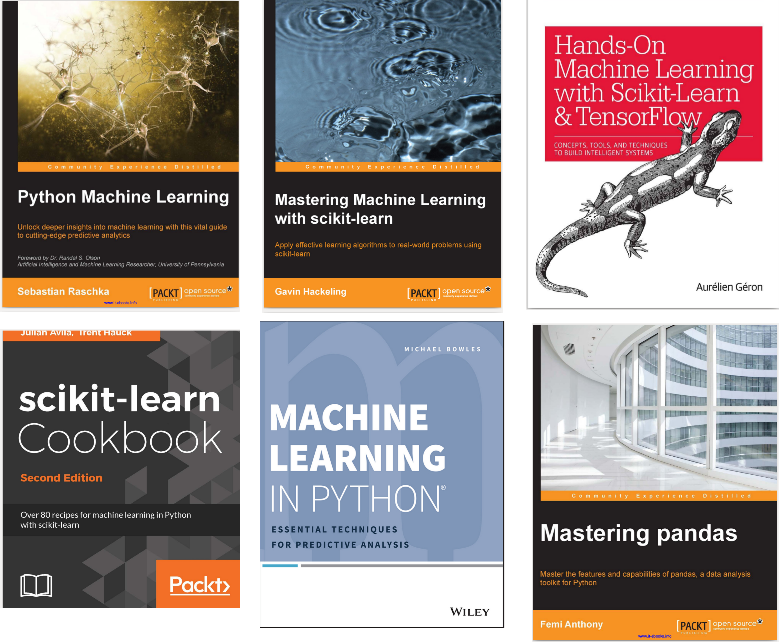 Community Experience Distilled
Python Machine Learning
Unlock deeper insights into machine learning with this vital guide
to cutting-edge predictive analytics
Foreword by Dr. Randal S. Olson
Artificial Intelligence and Machine Learning Researcher, University of Pennsylvania
Sebastian Raschka
[PACKT] open source*
PUBLISHING
Community Experience Distilled
Mastering Machine Learning
with scikit-learn
Apply effective learning algorithms to real-world problems using
scikit-learn
Gavin Hackeling
[PACKT] open source*
PUBLISHING
Hands-On
Machine Learning
with Scikit-Learn
& TensorFlow
CONCEPTS, TOOLS, AND TECHNIQUES
TO BUILD INTELLIGENT SYSTEMS
Aurélien Géron
Julian Avila, Trent Hauck
scikit-learn
Cookbook
Second Edition
Over 80 recipes for machine learning in Python
with scikit-learn
Packt>
MICHAEL BOWLES
MACHINE
LEARNING
IN PYTHON®
ESSENTIAL TECHNIQUES
FOR PREDICTIVE ANALYSIS
WILEY
Community Experience Distilled
Mastering pandas
Master the features and capabilities of pandas, a data analysis
toolkit for Python
Femi Anthony
[PACKT] open source*
PUBLISHING